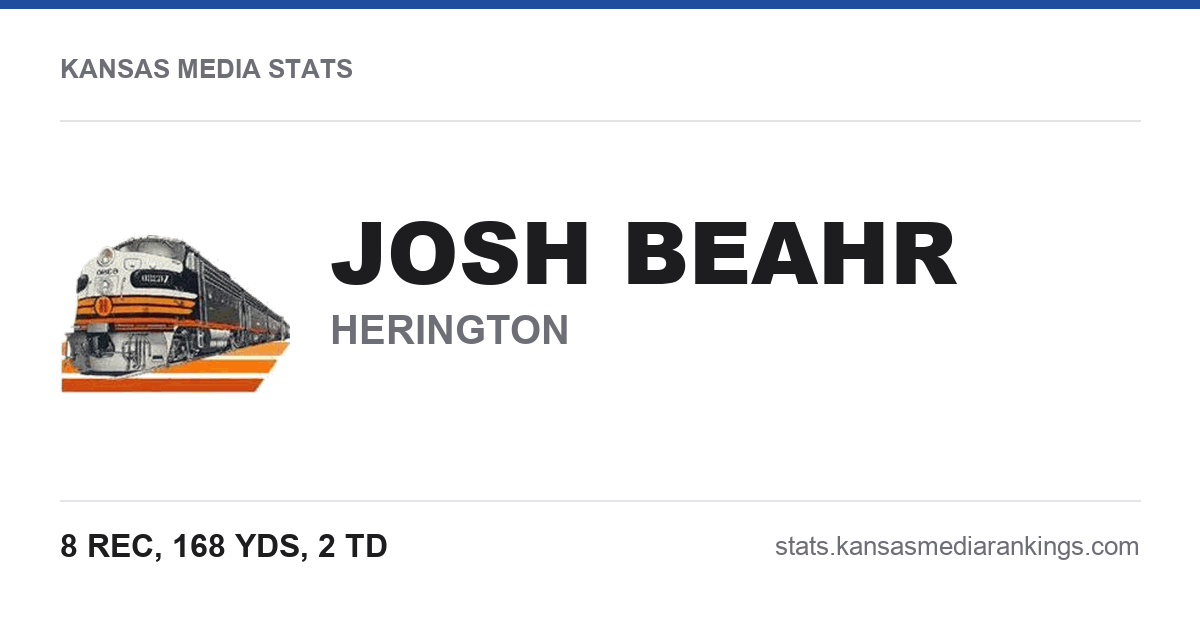 KANSAS MEDIA STATS
JOSH BEAHR
HERINGTON
H
8 REC, 168 YDS, 2 TD
stats.kansasmediarankings.com